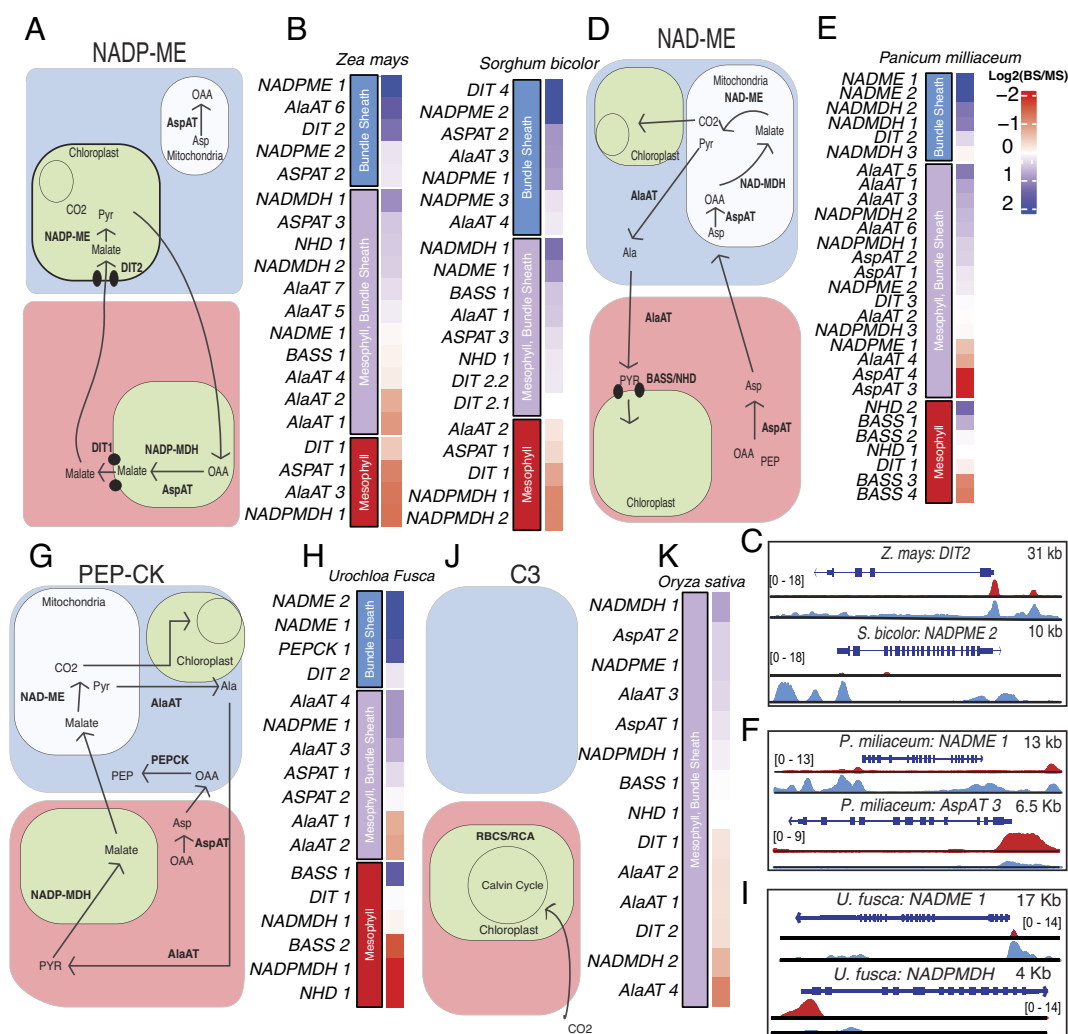 A
NADP-ME
OAA
AspAT
Asp
Mitochondria
Chloroplast
CO2
Pyr
NADP-ME
Malate
DIT2
DIT1
NADP-MDH
Malate
Malate
OAA
AspAT
B
Zea mays
NADPME 1
AlaAT 6
DIT 2
NADPME 2
ASPAT 2
Bundle Sheath
NADMDH 1
ASPAT 3
NHD 1
NADMDH 2
AlaAT 7
AlaAT 5
NADME 1
BASS 1
AlaAT 4
AlaAT 2
AlaAT 1
Mesophyll, Bundle Sheath
DIT 1
ASPAT 1
AlaAT 3
NADPMDH 1
Mesophyll
Sorghum bicolor
DIT 4
NADPME 2
ASPAT 2
AlaAT 3
NADPME 1
NADPME 3
AlaAT 4
Bundle Sheath
NADMDH 1
NADME 1
BASS 1
AlaAT 1
ASPAT 3
NHD 1
DIT 2.2
DIT 2.1
Mesophyll, Bundle Sheath
AlaAT 2
ASPAT 1
DIT 1
NADPMDH 1
NADPMDH 2
Mesophyll
D
NAD-ME
Mitochondria
NAD-ME
CO2
Malate
Pyr
Chloroplast
AlaAT
NAD-MDH
OAA
AspAT
Asp
Ala
AlaAT
PYR
BASS/NHD
Asp
AspAT
OAA
PEP
Chloroplast
E
Panicum miliaceum
NADME 1
NADME 2
NADMDH 2
NADMDH 1
DIT 2
NADMDH 3
Bundle Sheath
AlaAT 5
AlaAT 1
AlaAT 3
NADPMDH 2
AlaAT 6
NADPMDH 1
AspAT 2
AspAT 1
NADPME 2
DIT 3
AlaAT 2
NADPMDH 3
NADPME 1
AlaAT 4
AspAT 4
AspAT 3
Mesophyll, Bundle Sheath
NHD 2
BASS 1
BASS 2
NHD 1
DIT 1
BASS 3
BASS 4
Mesophyll
Log2(BS/MS)
−2
−1
0
1
2
G
PEP-CK
Mitochondria
Chloroplast
CO2
Pyr
Ala
NAD-ME
AlaAT
Malate
PEPCK
PEP
OAA
Asp
AspAT
OAA
Malate
NADP-MDH
PYR
AlaAT
H
Urochloa Fusca
NADME 2
NADME 1
PEPCK 1
DIT 2
Bundle Sheath
AlaAT 4
NADPME 1
AlaAT 3
ASPAT 1
ASPAT 2
AlaAT 1
AlaAT 2
Mesophyll, Bundle Sheath
BASS 1
DIT 1
NADMDH 1
BASS 2
NADPMDH 1
NHD 1
Mesophyll
J
C3
RBCS/RCA
Calvin Cycle
Chloroplast
CO2
K
Oryza sativa
NADMDH 1
AspAT 2
NADPME 1
AlaAT 3
AspAT 1
NADPMDH 1
BASS 1
NHD 1
DIT 1
AlaAT 2
AlaAT 1
DIT 2
NADMDH 2
AlaAT 4
Mesophyll, Bundle Sheath
C
Z. mays: DIT2
31 kb
[0 - 18]
S. bicolor: NADPME 2
10 kb
[0 - 18]
F
P. miliaceum: NADME 1
13 kb
[0 - 13]
P. miliaceum: AspAT 3
6.5 Kb
[0 - 9]
I
U. fusca: NADME 1
17 Kb
[0 - 14]
U. fusca: NADPMDH
4 Kb
[0 - 14]